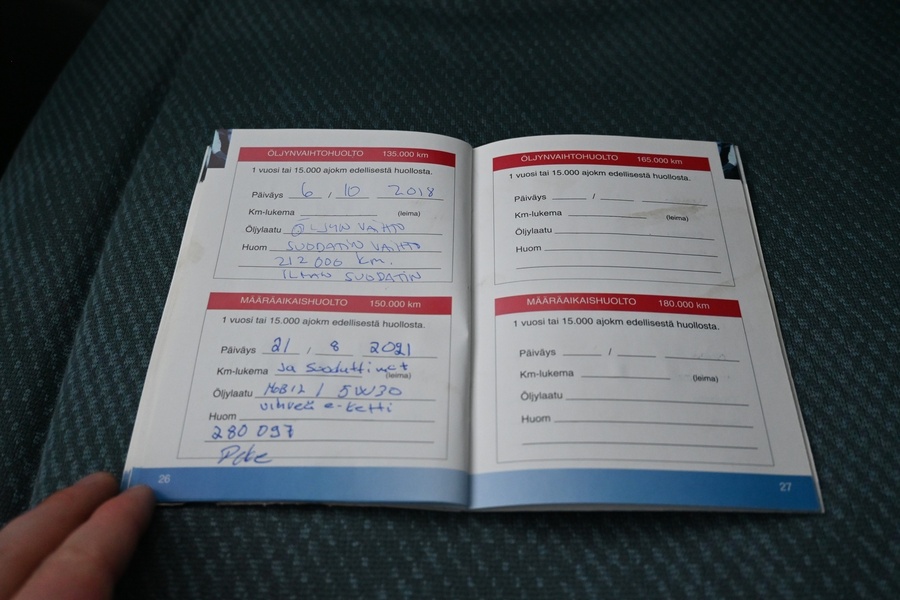 ÖLJYNVAIHTOHUOLTO 135.000 km
1 vuosi tai 15.000 ajokm edellisestä huollosta.
Päiväys 6 / 10 2018
Km-lukema (leima)
Öljylaatu ÖLJYN VAIHTO
Huom SUODATIN VAIHTO
212 000 km.
ILMAN SUODATIN
MÄÄRÄAIKAISHUOLTO 150.000 km
1 vuosi tai 15.000 ajokm edellisestä huollosta.
Päiväys 21 / 8 2021
Km-lukema ja suodattimet
(leima)
Öljylaatu MOBIL / 5W30
vihreä e-ketti
Huom
280 097
26
ÖLJYNVAIHTOHUOLTO 165.000 km
1 vuosi tai 15.000 ajokm edellisestä huollosta.
Päiväys /
Km-lukema (leima)
Öljylaatu
Huom
MÄÄRÄAIKAISHUOLTO 180.000 km
1 vuosi tai 15.000 ajokm edellisestä huollosta.
Päiväys /
Km-lukema (leima)
Öljylaatu
Huom
27